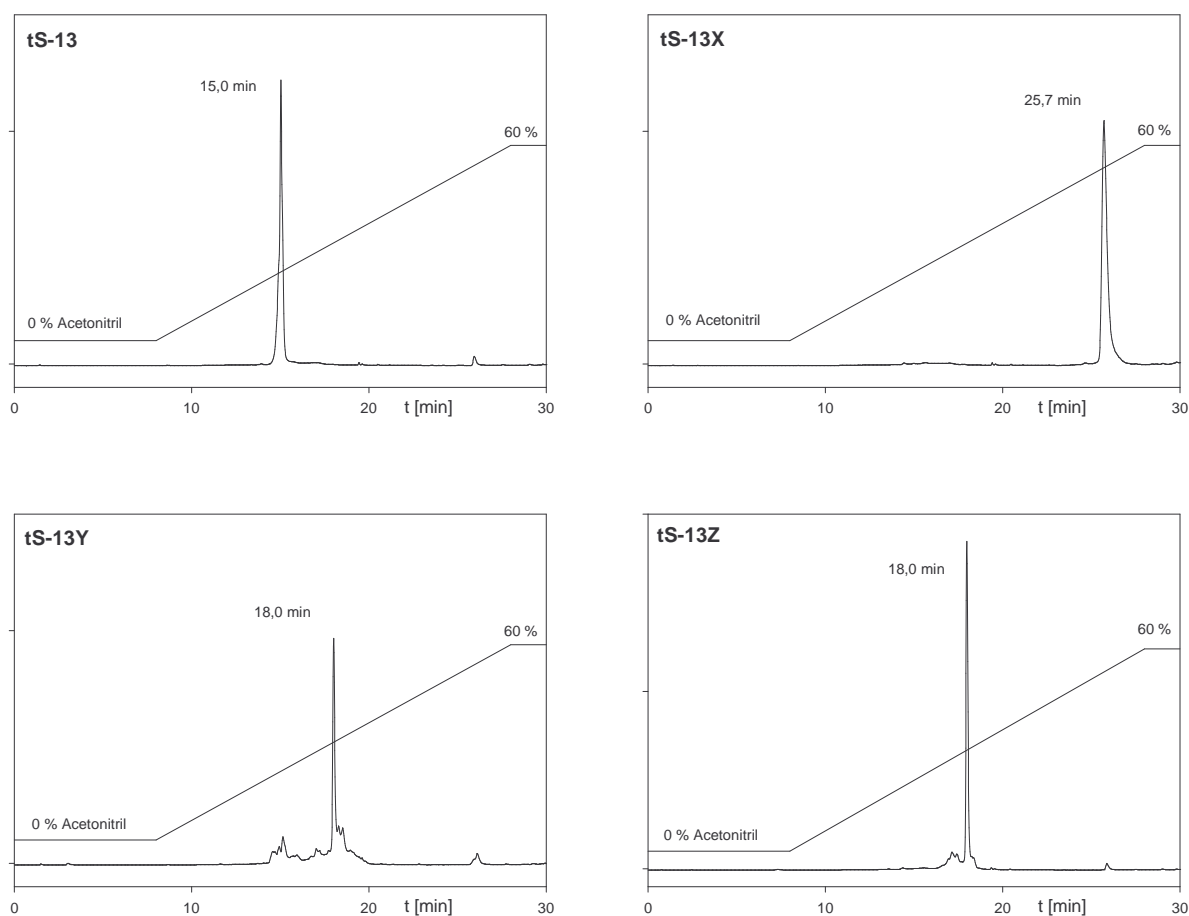 tS-13
15,0 min
60 %
0 % Acetonitril
0 10 20 t [min] 30
tS-13X
25,7 min
60 %
0 % Acetonitril
0 10 20 t [min] 30
tS-13Y
18,0 min
60 %
0 % Acetonitril
0 10 20 t [min] 30
tS-13Z
18,0 min
60 %
0 % Acetonitril
0 10 20 t [min] 30